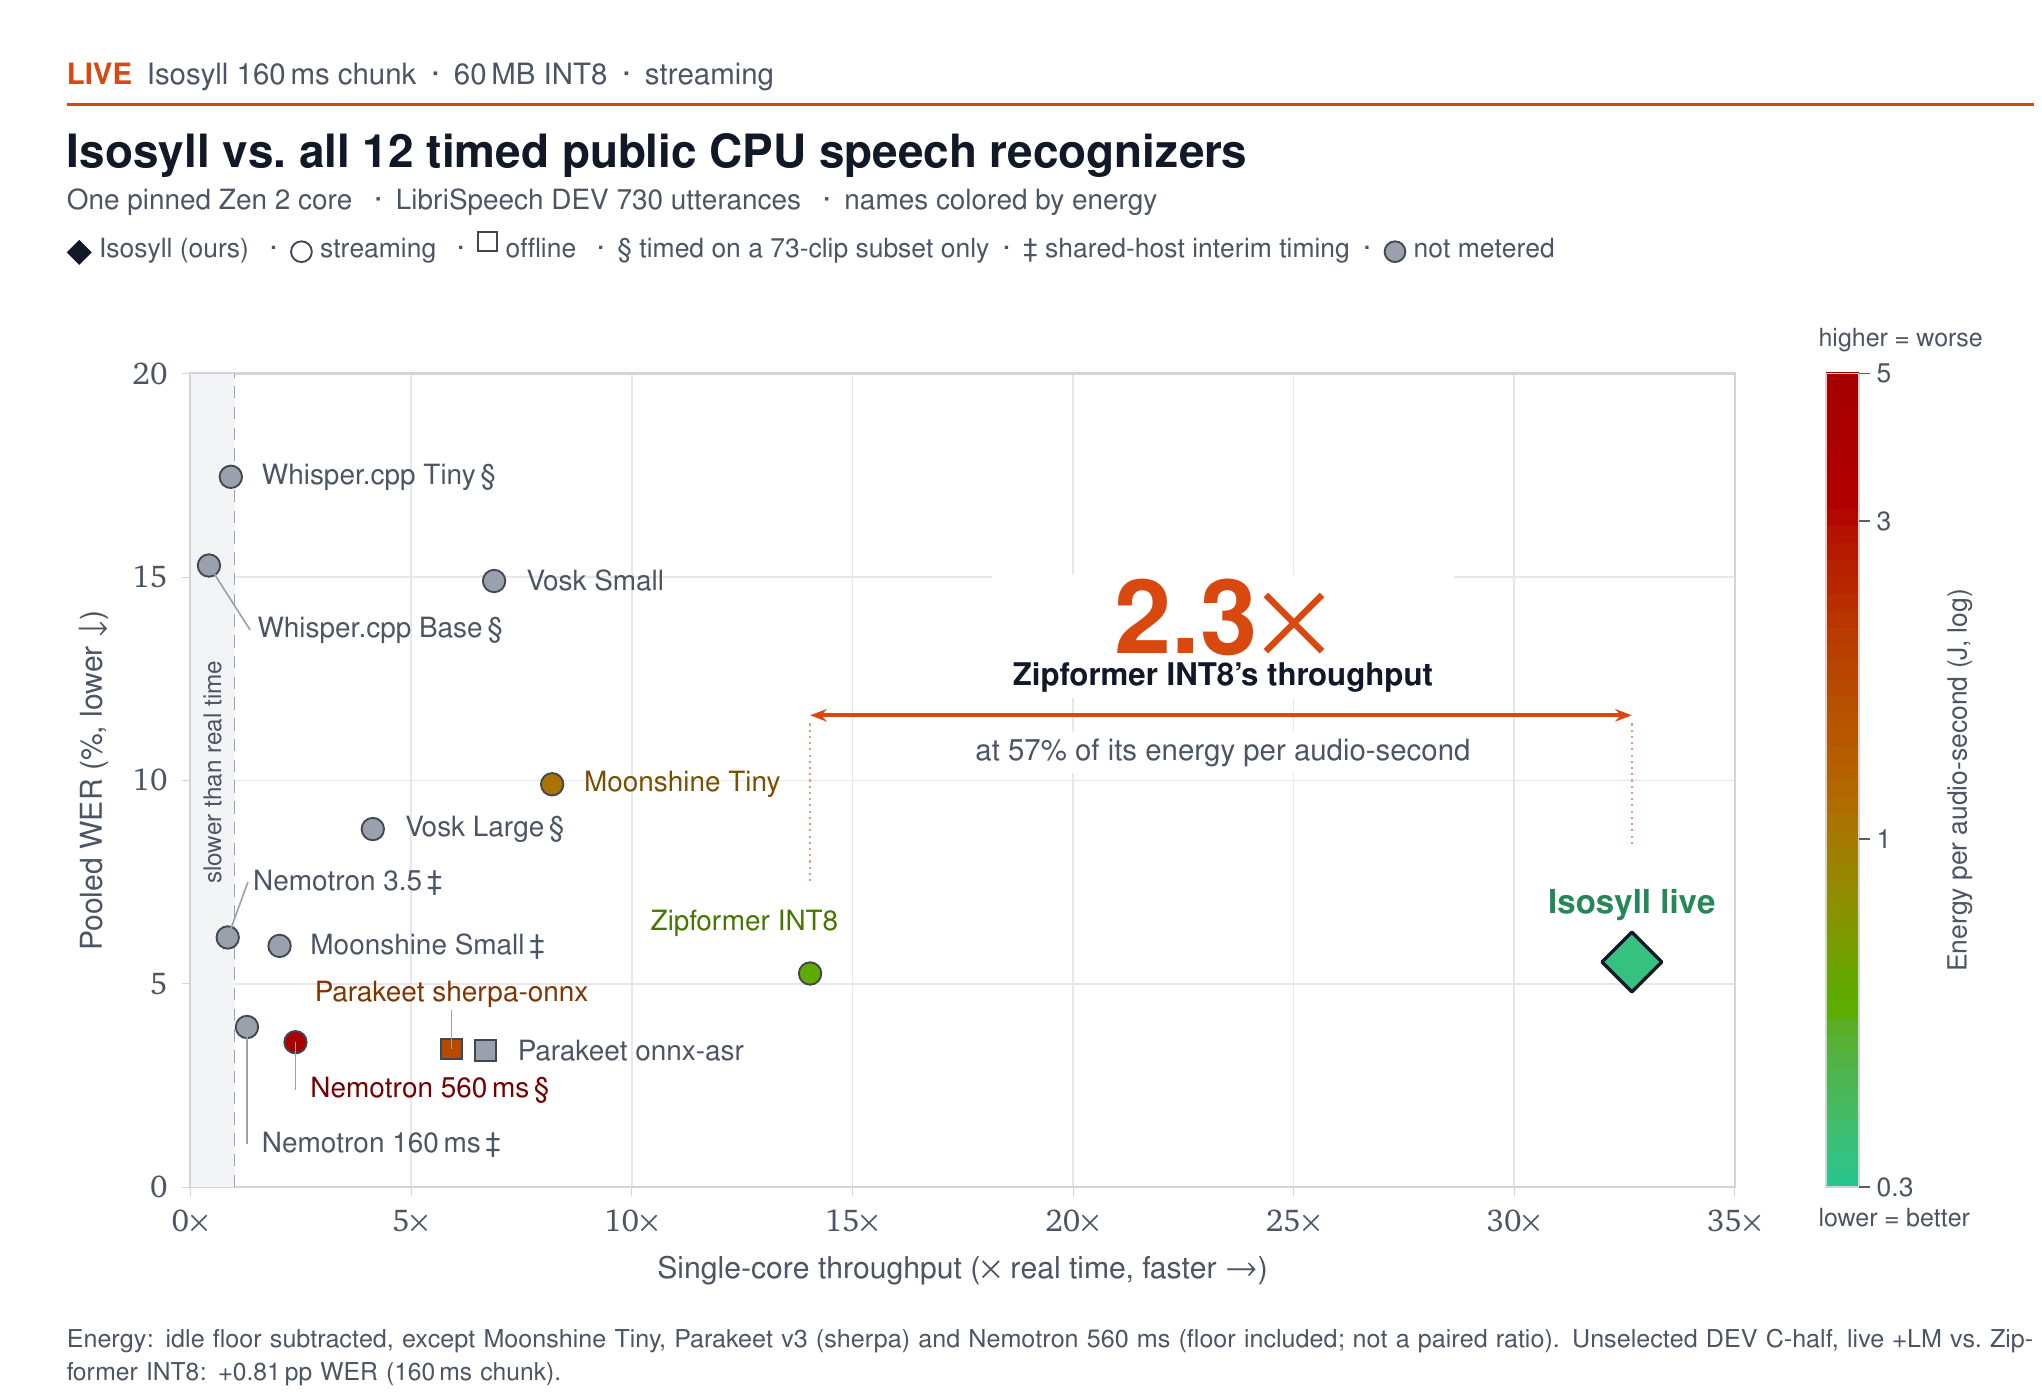 LIVE Isosyll 160 ms chunk · 60 MB INT8 · streaming
Isosyll vs. all 12 timed public CPU speech recognizers
One pinned Zen 2 core · LibriSpeech DEV 730 utterances · names colored by energy
Isosyll (ours) · streaming · offline · § timed on a 73-clip subset only · ‡ shared-host interim timing · not metered
higher = worse
20
15
10
5
0
Pooled WER (%, lower ↓)
slower than real time
Whisper.cpp Tiny §
Whisper.cpp Base §
Vosk Small
2.3×
Zipformer INT8’s throughput
at 57% of its energy per audio-second
Moonshine Tiny
Vosk Large §
Nemotron 3.5 ‡
Zipformer INT8
Isosyll live
Moonshine Small ‡
Parakeet sherpa-onnx
Parakeet onnx-asr
Nemotron 560 ms §
Nemotron 160 ms ‡
0×
5×
10×
15×
20×
25×
30×
35×
Single-core throughput (× real time, faster →)
5
3
1
0.3
Energy per audio-second (J, log)
lower = better
Energy: idle floor subtracted, except Moonshine Tiny, Parakeet v3 (sherpa) and Nemotron 560 ms (floor included; not a paired ratio). Unselected DEV C-half, live +LM vs. Zip-
former INT8: +0.81 pp WER (160 ms chunk).